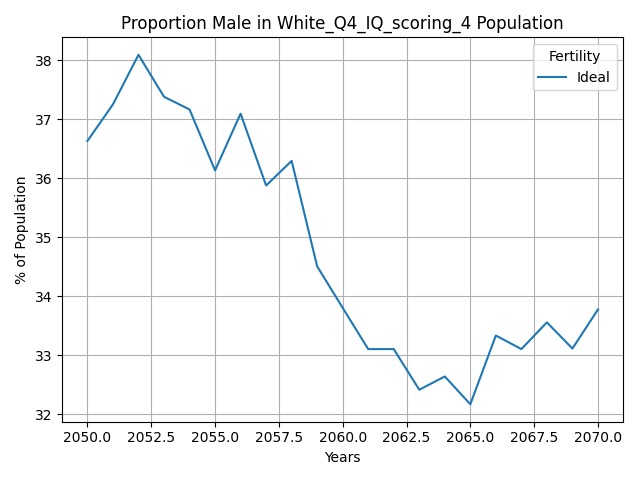 Proportion Male in White_Q4_IQ_scoring_4 Population
Fertility
Ideal
% of Population
38
37
36
35
34
33
32
2050.0 2052.5 2055.0 2057.5 2060.0 2062.5 2065.0 2067.5 2070.0
Years